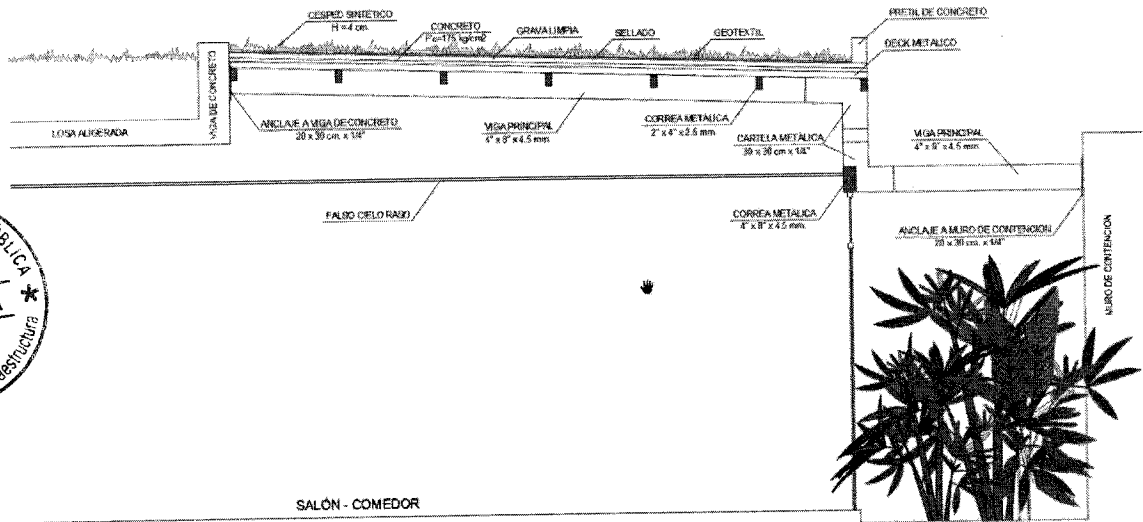 CESPED SINTETICO
H = 4 cm.
CONCRETO
F'c=175 kg/cm2
GRAVA LIMPIA
SELLADO
GEOTEXTIL
PRETIL DE CONCRETO
DECK METALICO
VIGA DE CONCRETO
LOSA ALIGERADA
ANCLAJE A VIGA DE CONCRETO
20 x 30 cm. x 1/4"
VIGA PRINCIPAL
4" x 8" x 4.5 mm.
CORREA METALICA
2" x 4" x 2.5 mm
CARTELA METALICA
30 x 30 cm x 1/4"
VIGA PRINCIPAL
4" x 8" x 4.5 mm.
FALSO CIELO RASO
CORREA METALICA
4" x 8" x 4.5 mm.
ANCLAJE A MURO DE CONTENCION
20 x 30 cm. x 1/4"
MURO DE CONTENCION
BLICA *
estructura
SALÓN - COMEDOR